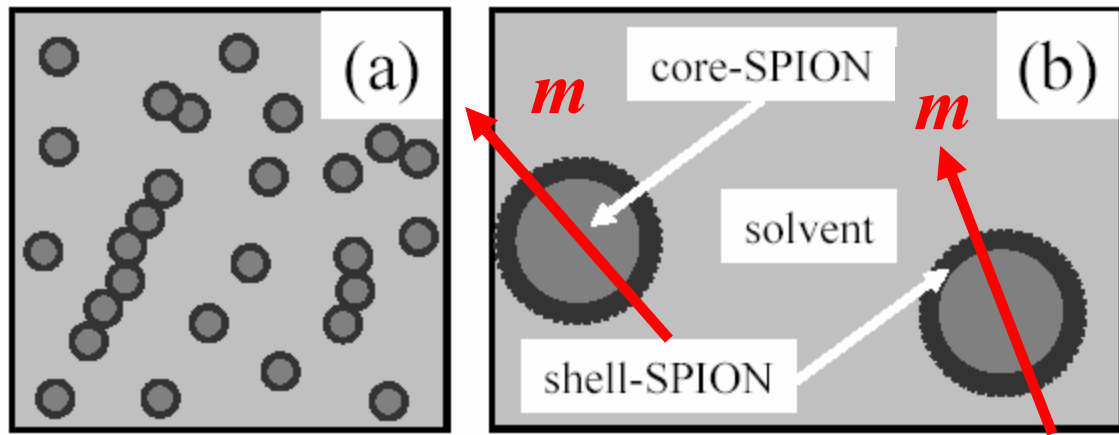 (a)
core-SPION
(b)
m
m
solvent
shell-SPION